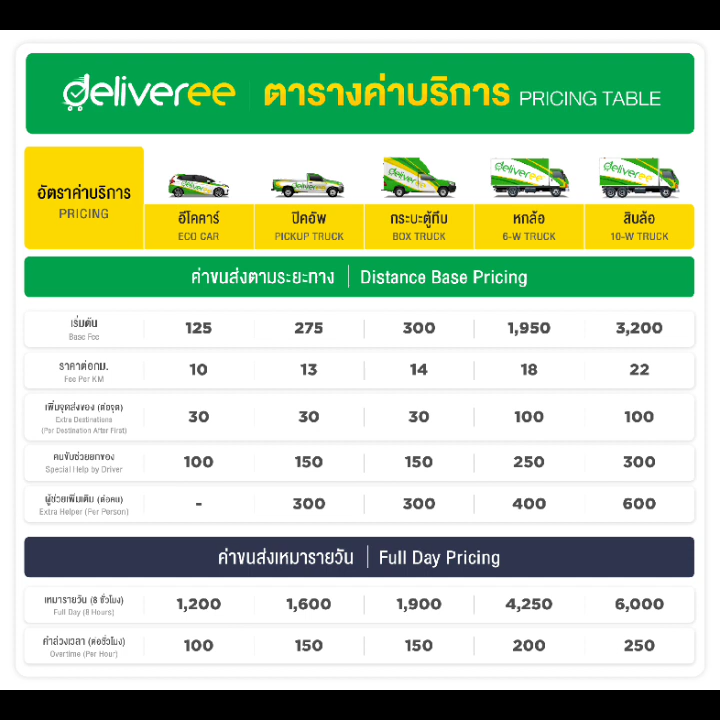 deliveree ตารางค่าบริการ PRICING TABLE
deliveree deliveree deliveree deliveree deliveree
อัตราค่าบริการ
PRICING
อีโคคาร์ ปิคอัพ กระบะตู้ทึบ หกล้อ สิบล้อ
ECO CAR PICKUP TRUCK BOX TRUCK 6-W TRUCK 10-W TRUCK
ค่าขนส่งตามระยะทาง Distance Base Pricing
เริ่มต้น
Base Fee
125 275 300 1,950 3,200
ราคาต่อกม.
Fee Per KM
10 13 14 18 22
เพิ่มจุดส่งของ (ต่อจุด)
Extra Destinations
(Per Destination After First)
30 30 30 100 100
คนขับช่วยยกของ
Special Help by Driver
100 150 150 250 300
ผู้ช่วยเพิ่มเติม (ต่อคน)
Extra Helper (Per Person)
- 300 300 400 600
ค่าขนส่งเหมารายวัน Full Day Pricing
เหมารายวัน (8 ชั่วโมง)
Full Day (8 Hours)
1,200 1,600 1,900 4,250 6,000
ค่าล่วงเวลา (ต่อชั่วโมง)
Overtime (Per Hour)
100 150 150 200 250